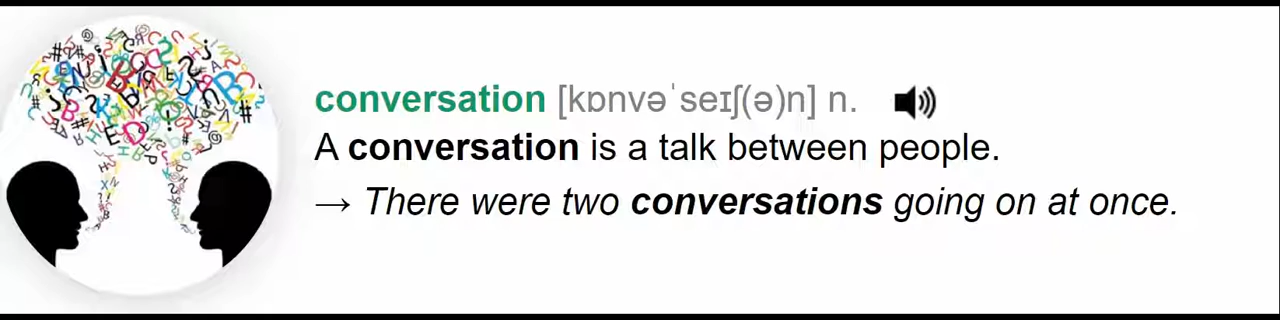 conversation [kɒnvəˈseɪʃ(ə)n] n.
A conversation is a talk between people.
→ There were two conversations going on at once.